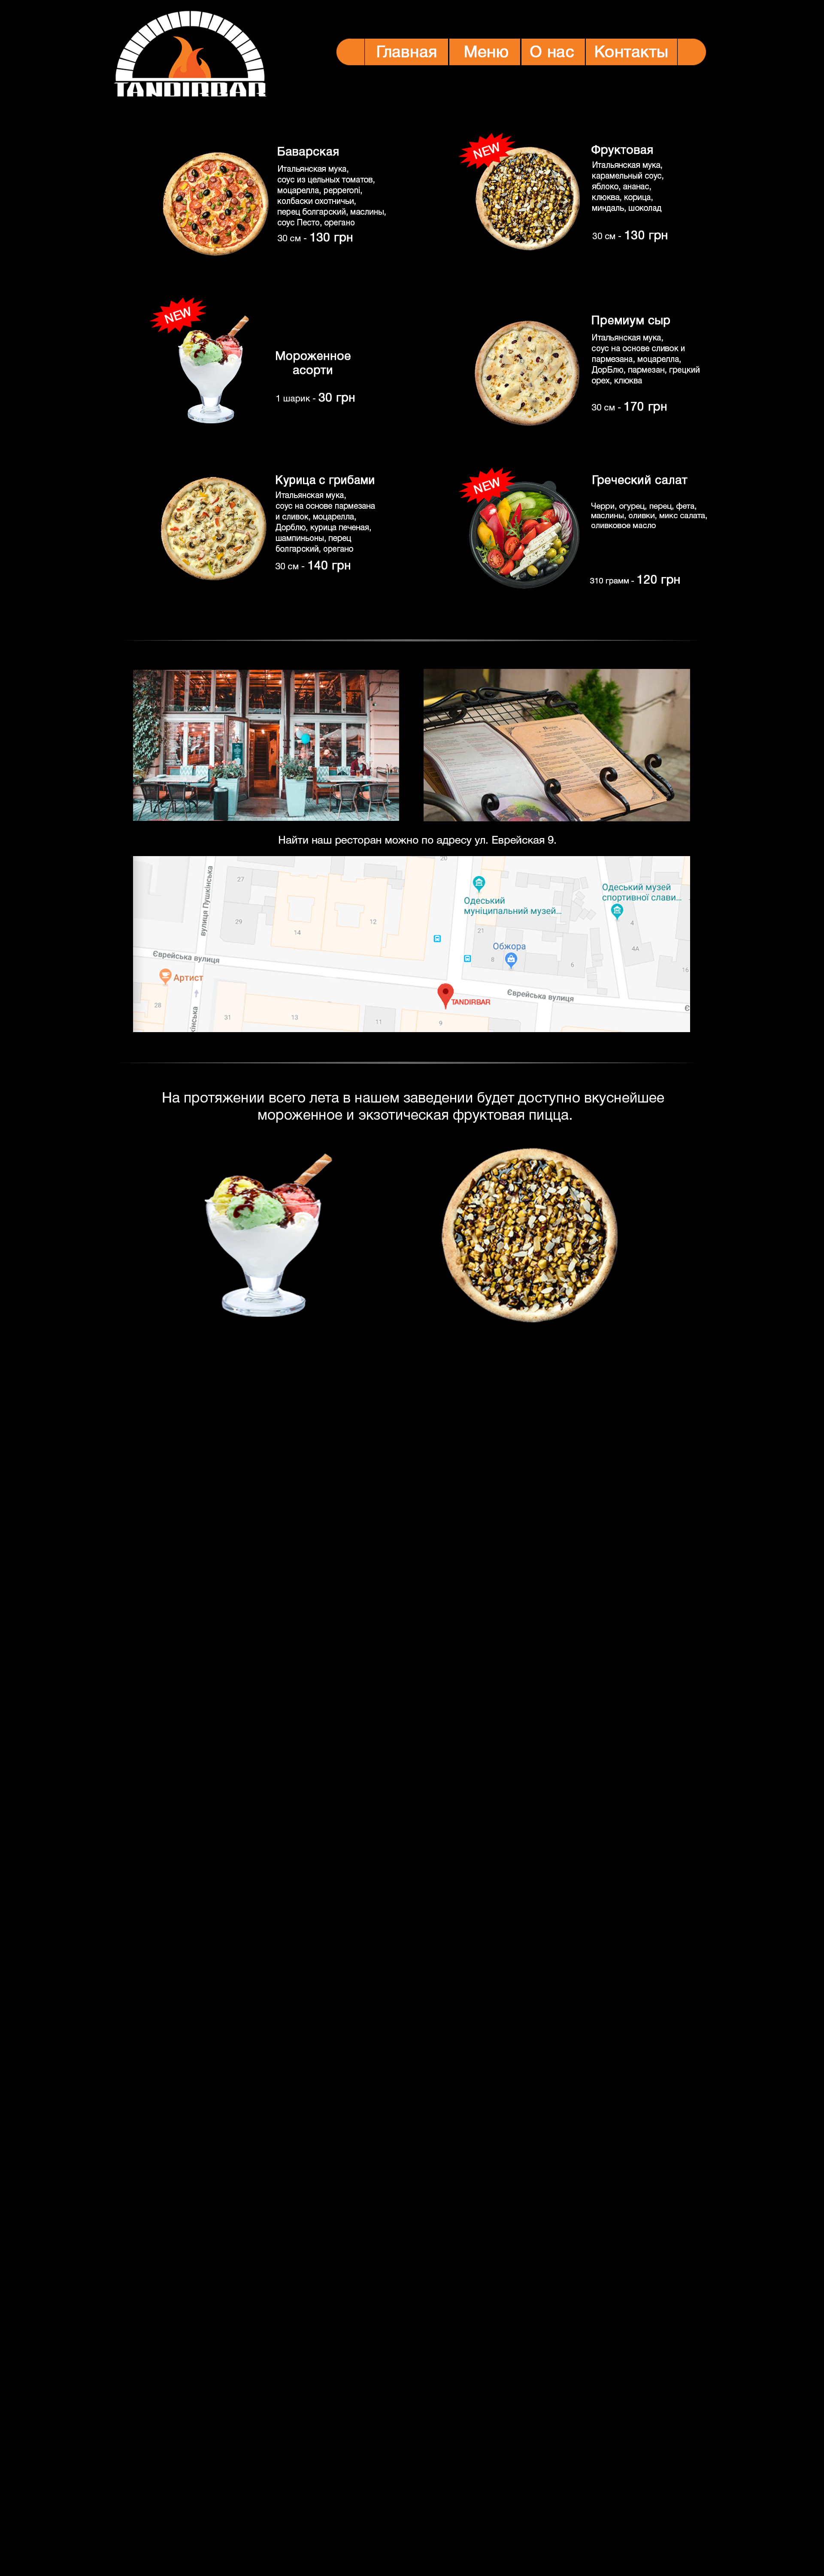 TANDIRBAR
Главная Меню О нас Контакты
Баварская
Итальянская мука,
соус из цельных томатов,
моцарелла, pepperoni,
колбаски охотничьи,
перец болгарский, маслины,
соус Песто, орегано
30 см - 130 грн
NEW
Фруктовая
Итальянская мука,
карамельный соус,
яблоко, ананас,
клюква, корица,
миндаль, шоколад
30 см - 130 грн
NEW
Мороженное
асорти
1 шарик - 30 грн
Премиум сыр
Итальянская мука,
соус на основе сливок и
пармезана, моцарелла,
ДорБлю, пармезан, грецкий
орех, клюква
30 см - 170 грн
Курица с грибами
Итальянская мука,
соус на основе пармезана
и сливок, моцарелла,
Дорблю, курица печеная,
шампиньоны, перец
болгарский, орегано
30 см - 140 грн
NEW
Греческий салат
Черри, огурец, перец, фета,
маслины, оливки, микс салата,
оливковое масло
310 грамм - 120 грн
Найти наш ресторан можно по адресу ул. Еврейская 9.
20
27
вулиця Пушкінська
Одеський
муніципальний музей...
Одеський музей
спортивної слави...
29
12
14
21
4
Обжора
4A
Єврейська вулиця
8
6
16
Артист
TANDIRBAR
Єврейська вулиця
28
кінська
31
13
11
9
Є
На протяжении всего лета в нашем заведении будет доступно вкуснейшее
мороженное и экзотическая фруктовая пицца.